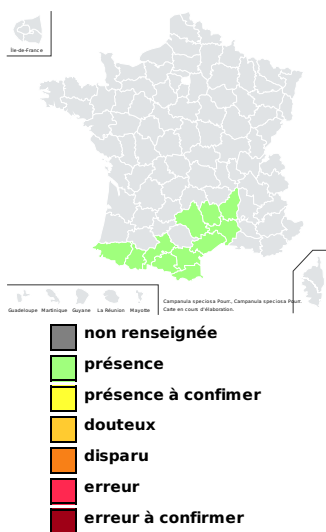 Île-de-France
Campanula speciosa Pourr., Campanula speciosa Pourr.
Carte en cours d'élaboration.
Guadeloupe Martinique Guyane La Réunion Mayotte
non renseignée
présence
présence à confimer
douteux
disparu
erreur
erreur à confirmer